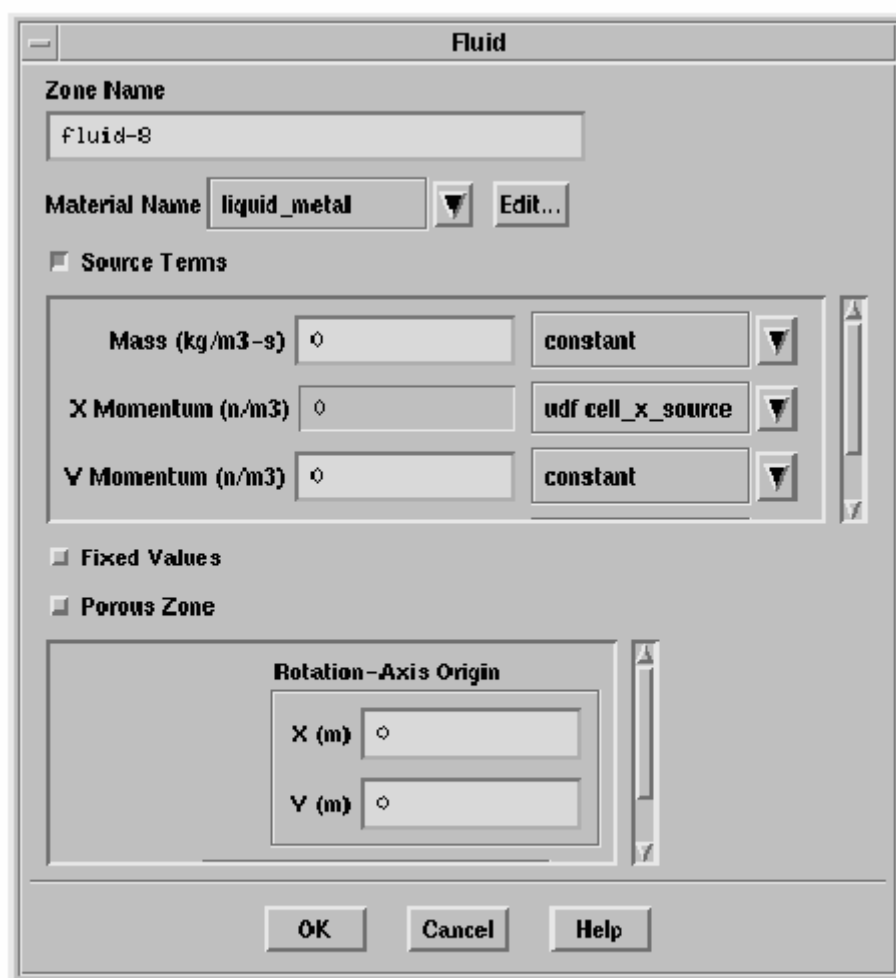 Fluid
Zone Name
fluid-8
Material Name liquid_metal Edit...
Source Terms
Mass (kg/m3-s) 0 constant
X Momentum (n/m3) 0 udf cell_x_source
Y Momentum (n/m3) 0 constant
Fixed Values
Porous Zone
Rotation-Axis Origin
X (m) 0
Y (m) 0
OK Cancel Help